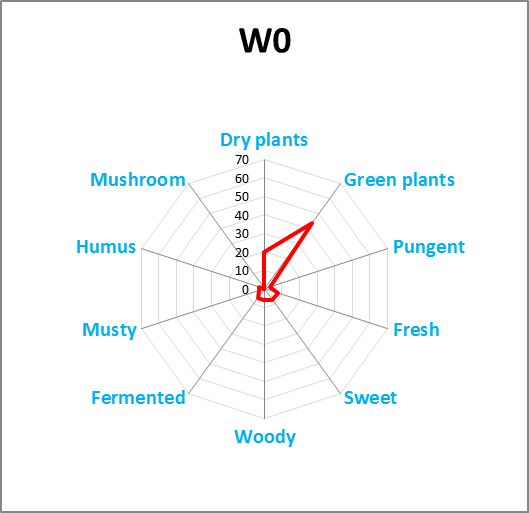 W0
Dry plants
70
60
50
40
30
20
10
0
Green plants
Pungent
Fresh
Sweet
Woody
Fermented
Musty
Humus
Mushroom